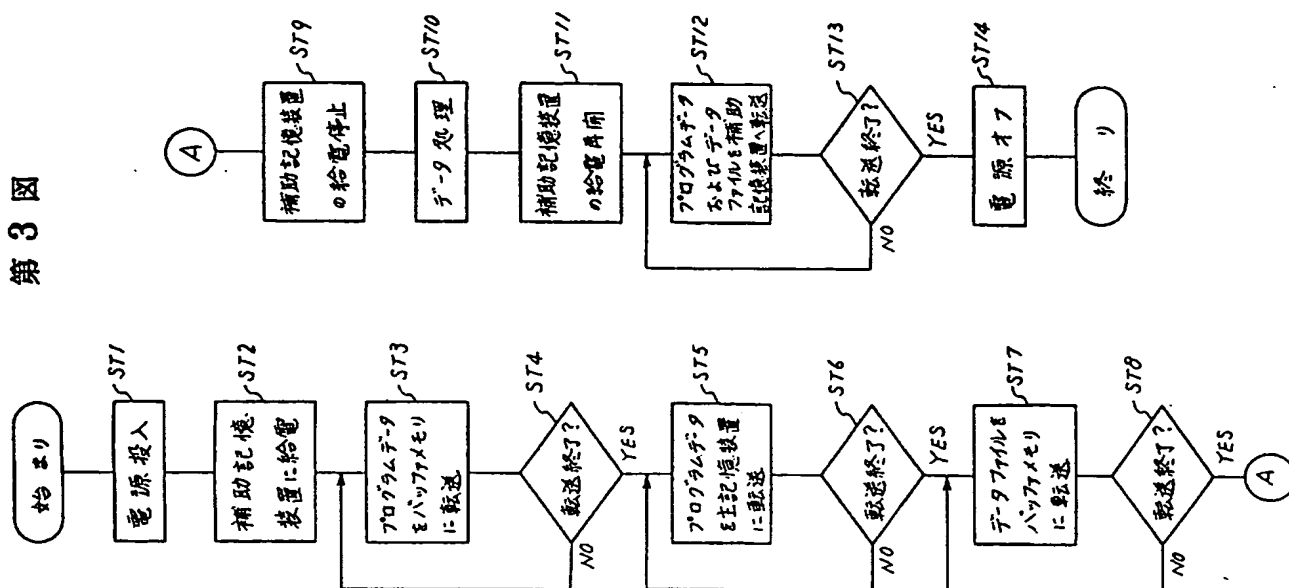 第3図
始まり
電源投入
ST1
補助記憶
装置に給電
ST2
プログラムデータ
をバッファメモリ
に転送
ST3
転送終了?
ST4
NO
YES
プログラムデータ
を主記憶装置
に転送
ST5
転送終了?
ST6
NO
YES
データファイルを
バッファメモリ
に転送
ST7
転送終了?
ST8
NO
YES
A
A
補助記憶装置
の給電停止
ST9
データ処理
ST10
補助記憶装置
の給電再開
ST11
プログラムデータ
およびデータ
ファイルを補助
記憶装置へ転送
ST12
転送終了?
ST13
NO
YES
電源オフ
ST14
終り